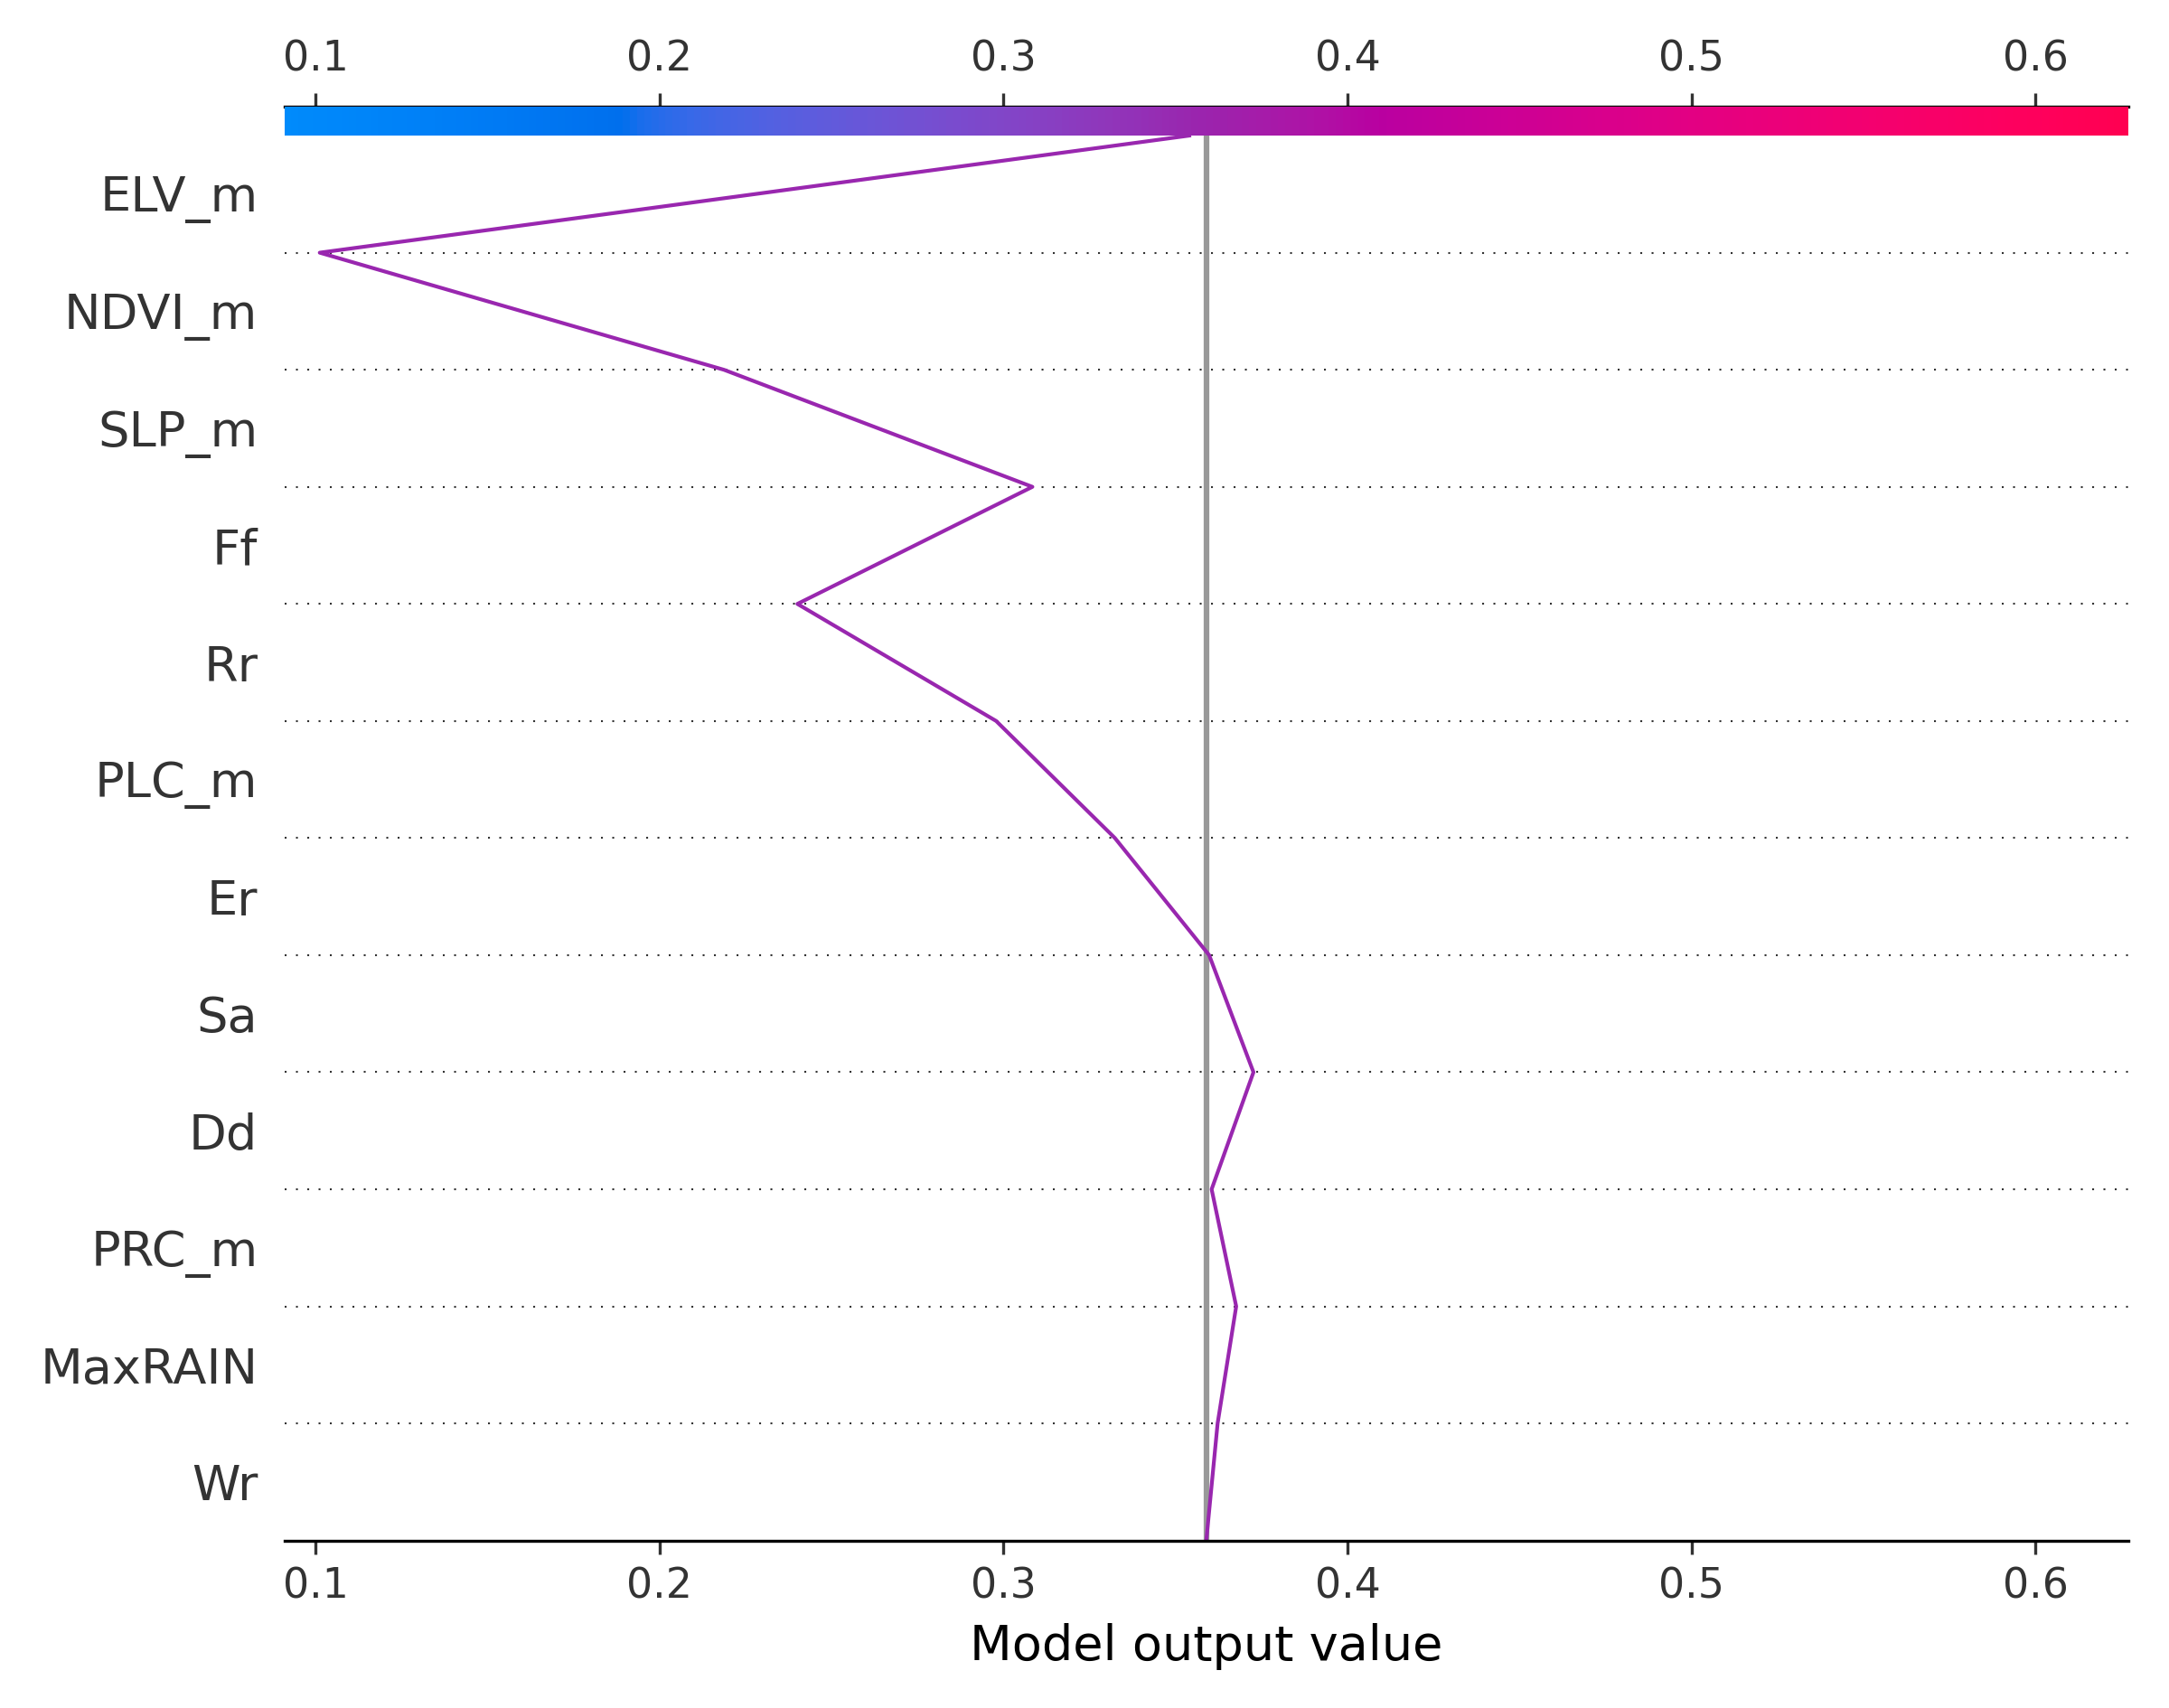 0.1 0.2 0.3 0.4 0.5 0.6
ELV_m
NDVI_m
SLP_m
Ff
Rr
PLC_m
Er
Sa
Dd
PRC_m
MaxRAIN
Wr
0.1 0.2 0.3 0.4 0.5 0.6
Model output value